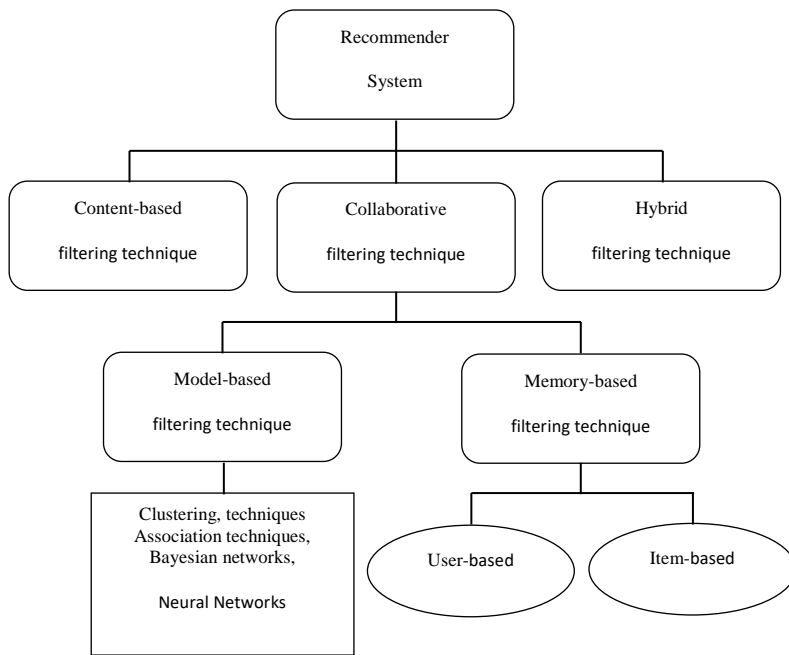 Recommender
System
Content-based
filtering technique
Collaborative
filtering technique
Hybrid
filtering technique
Model-based
filtering technique
Memory-based
filtering technique
Clustering, techniques
Association techniques,
Bayesian networks,
Neural Networks
User-based
Item-based